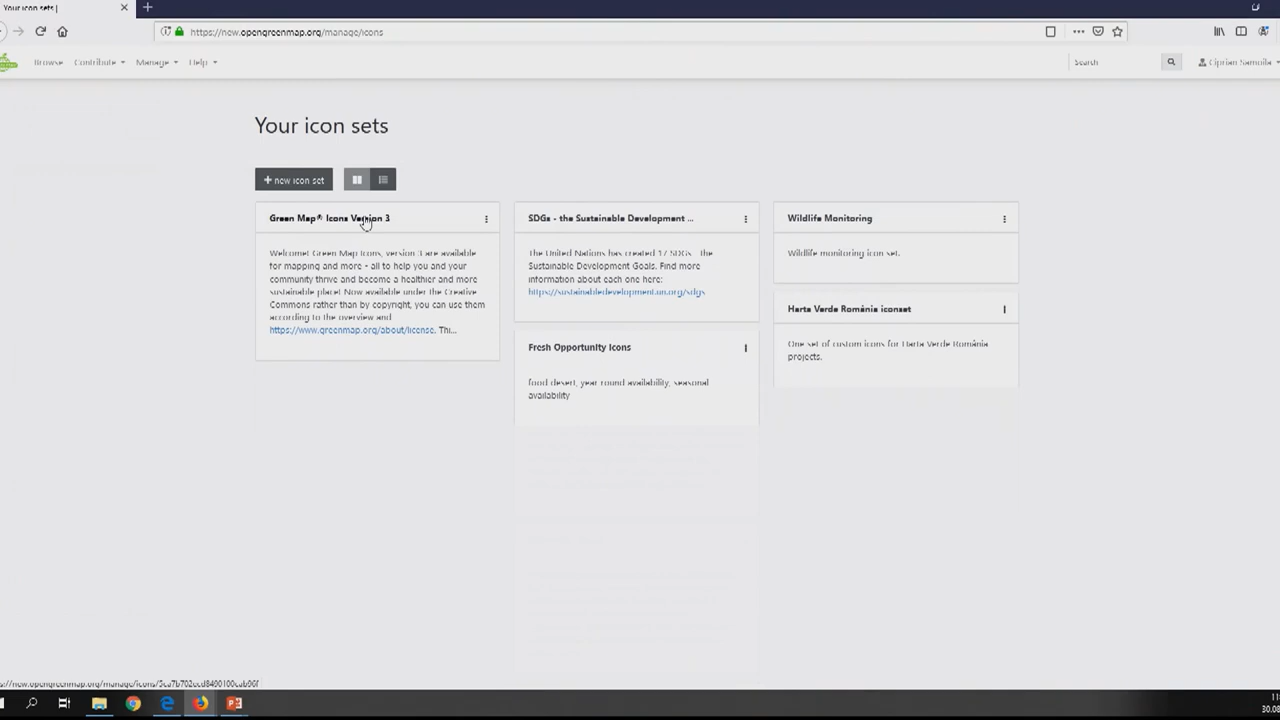 Your icon sets |
https://new.opengreenmap.org/manage/icons
Browse Contribute Manage Help Search Ciprian Samoila
Your icon sets
+ new icon set
Green Map® Icons Version 3
Welcome! Green Map Icons, version 3 are available
for mapping and more - all to help you and your
community thrive and become a healthier and more
sustainable place! Now available under the Creative
Commons rather than by copyright, you can use them
according to the overview and
https://www.greenmap.org/about/license. Thi...
SDGs - the Sustainable Development ...
The United Nations has created 17 SDGs - the
Sustainable Development Goals. Find more
information about each one here:
https://sustainabledevelopment.un.org/sdgs
Fresh Opportunity Icons
food desert, year round availability, seasonal
availability
Wildlife Monitoring
Wildlife monitoring icon set.
Harta Verde România iconset
One set of custom icons for Harta Verde România
projects.
30.08